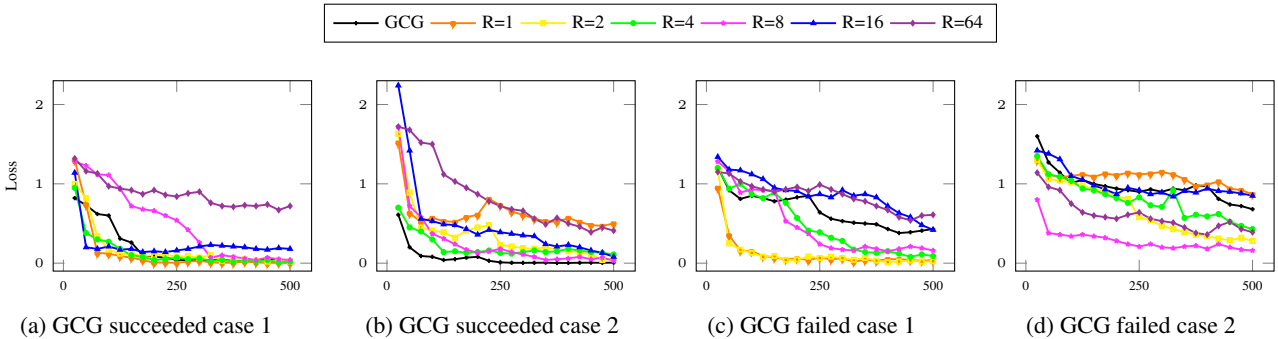 GCG R=1 R=2 R=4 R=8 R=16 R=64
Loss
2
1
0
0 250 500
2
1
0
0 250 500
2
1
0
0 250 500
2
1
0
0 250 500
(a) GCG succeeded case 1
(b) GCG succeeded case 2
(c) GCG failed case 1
(d) GCG failed case 2